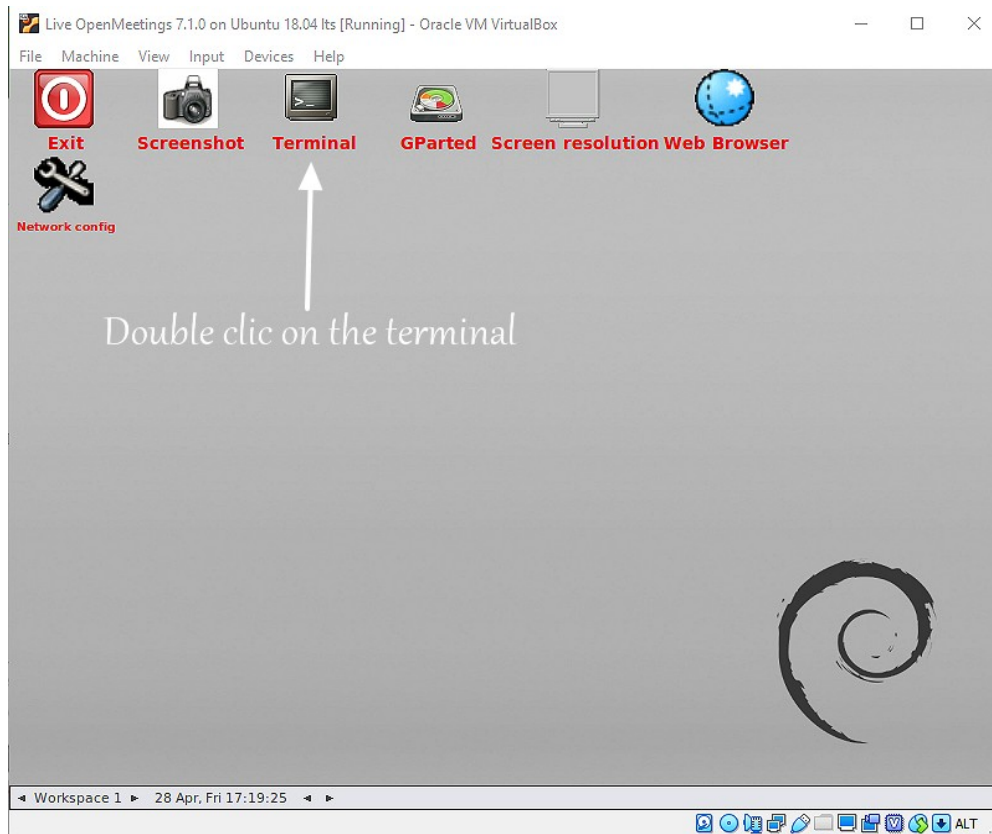 Live OpenMeetings 7.1.0 on Ubuntu 18.04 lts [Running] - Oracle VM VirtualBox
File Machine View Input Devices Help
Exit Screenshot Terminal GParted Screen resolution Web Browser
Network config
Double clic on the terminal
Workspace 1 28 Apr, Fri 17:19:25
ALT